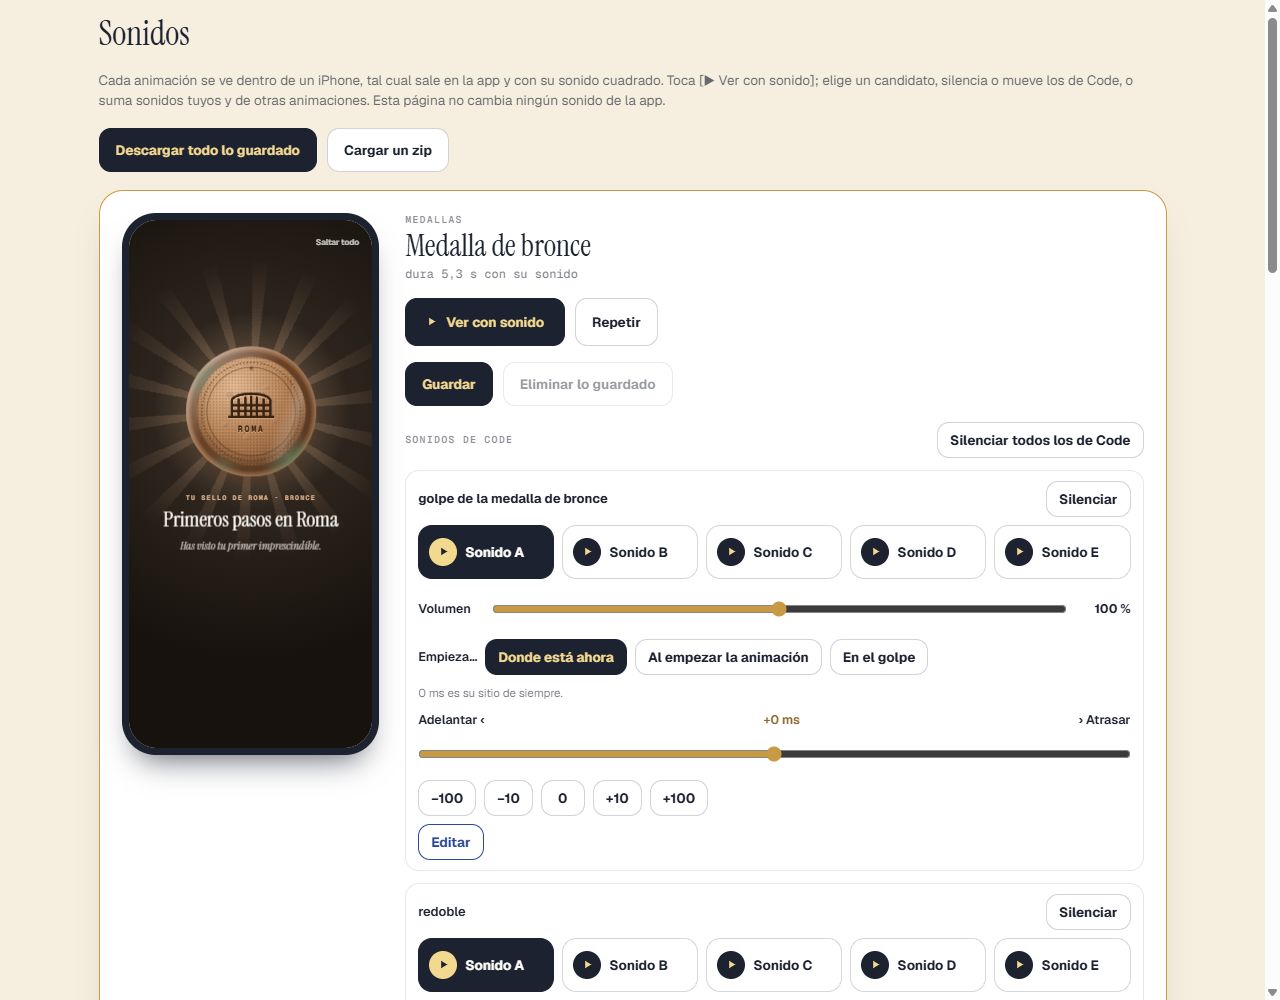 Sonidos
Cada animación se ve dentro de un iPhone, tal cual sale en la app y con su sonido cuadrado. Toca [▶ Ver con sonido]; elige un candidato, silencia o mueve los de Code, o
suma sonidos tuyos y de otras animaciones. Esta página no cambia ningún sonido de la app.
Descargar todo lo guardado
Cargar un zip
Saltar todo
ROMA
TU SELLO DE ROMA · BRONCE
Primeros pasos en Roma
Has visto tu primer imprescindible.
MEDALLAS
Medalla de bronce
dura 5,3 s con su sonido
Ver con sonido
Repetir
Guardar
Eliminar lo guardado
SONIDOS DE CODE
Silenciar todos los de Code
golpe de la medalla de bronce
Silenciar
Sonido A
Sonido B
Sonido C
Sonido D
Sonido E
Volumen
100 %
Empieza...
Donde está ahora
Al empezar la animación
En el golpe
0 ms es su sitio de siempre.
Adelantar ‹
+0 ms
› Atrasar
−100
−10
0
+10
+100
Editar
redoble
Silenciar
Sonido A
Sonido B
Sonido C
Sonido D
Sonido E